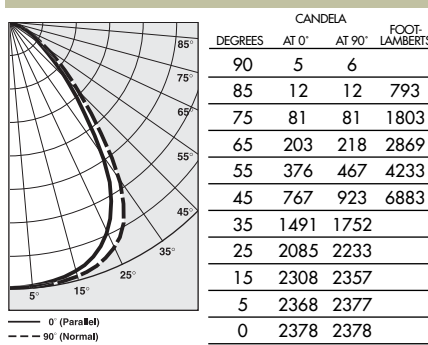 85°
75°
65°
55°
45°
35°
25°
15°
5°
0° (Parallel)
90° (Normal)
CANDELA
DEGREES AT 0° AT 90° FOOT-LAMBERTS
90 5 6
85 12 12 793
75 81 81 1803
65 203 218 2869
55 376 467 4233
45 767 923 6883
35 1491 1752
25 2085 2233
15 2308 2357
5 2368 2377
0 2378 2378